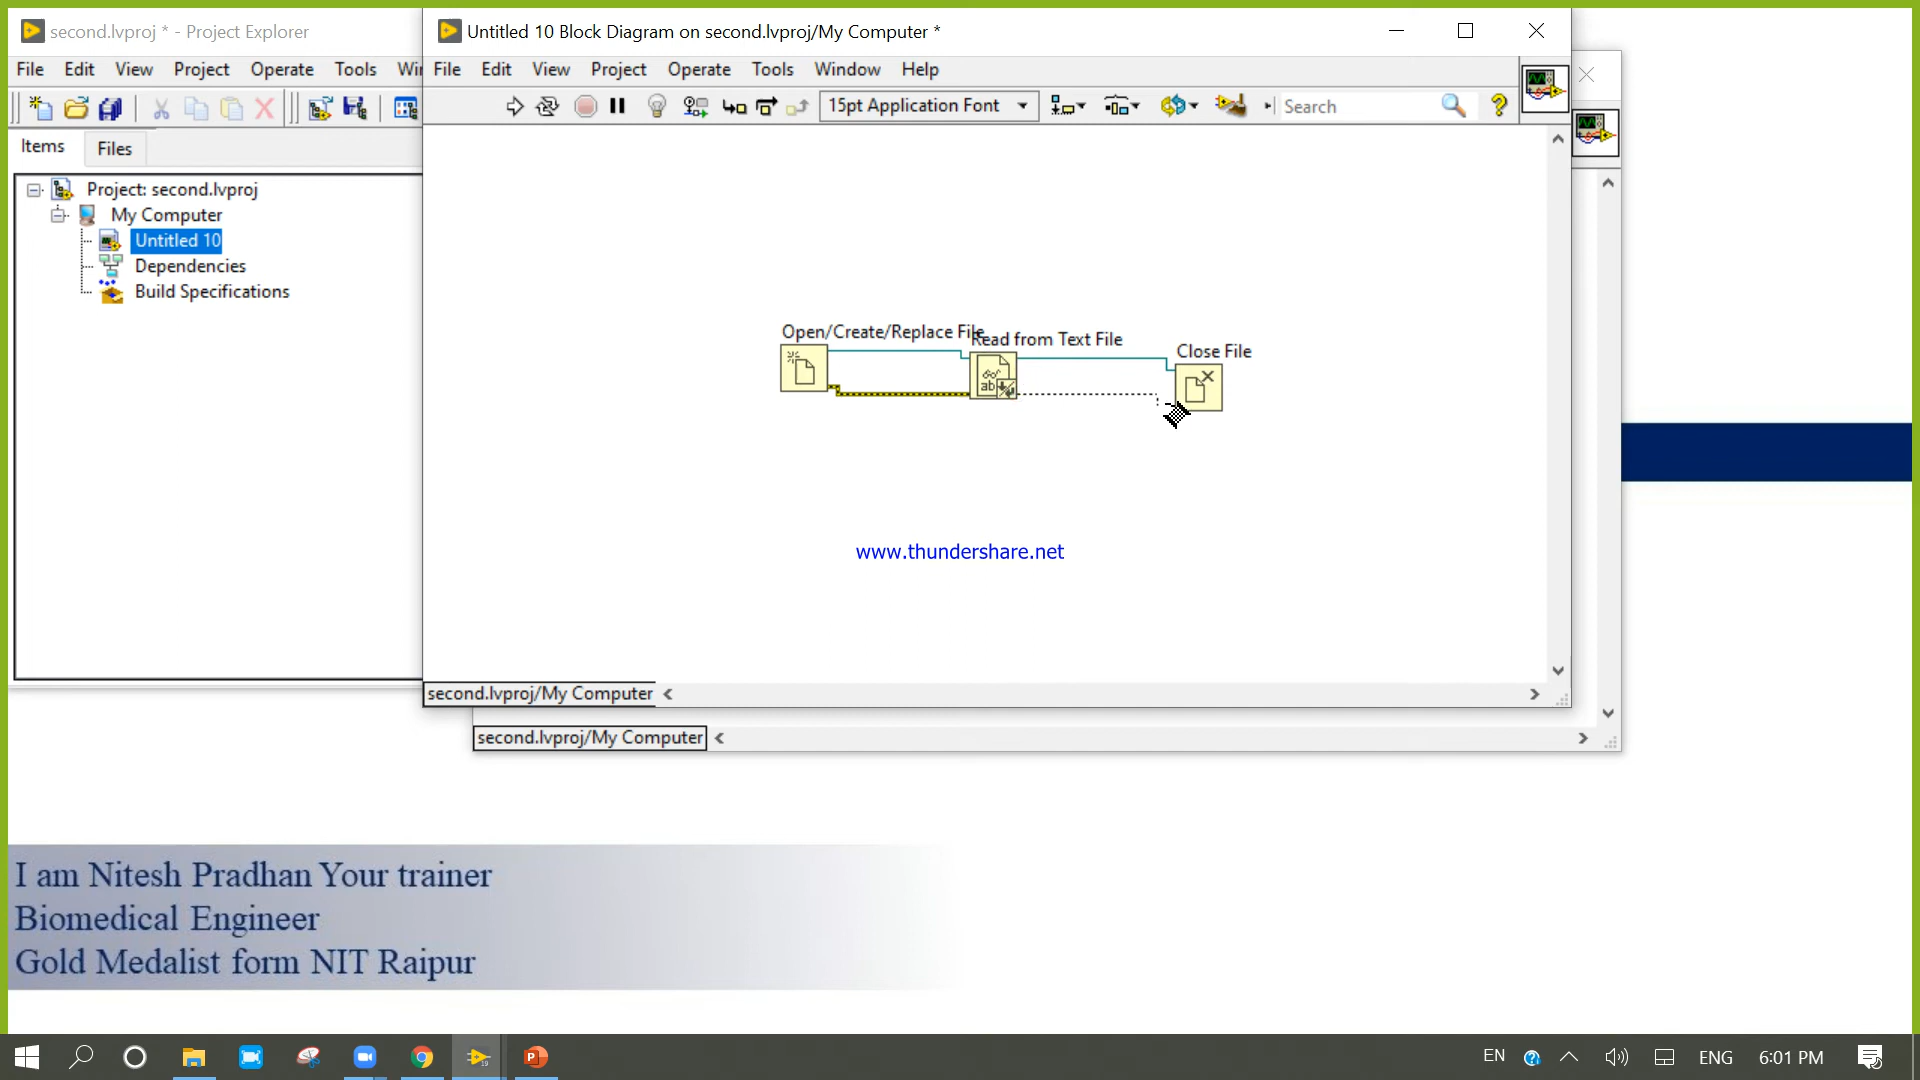 second.lvproj * - Project Explorer
File Edit View Project Operate Tools Wi
Items Files
Project: second.lvproj
My Computer
Untitled 10
Dependencies
Build Specifications
Untitled 10 Block Diagram on second.lvproj/My Computer *
File Edit View Project Operate Tools Window Help
15pt Application Font
Search
Open/Create/Replace File
Read from Text File
Close File
ab
www.thundershare.net
second.lvproj/My Computer
second.lvproj/My Computer
I am Nitesh Pradhan Your trainer
Biomedical Engineer
Gold Medalist form NIT Raipur
EN ENG 6:01 PM